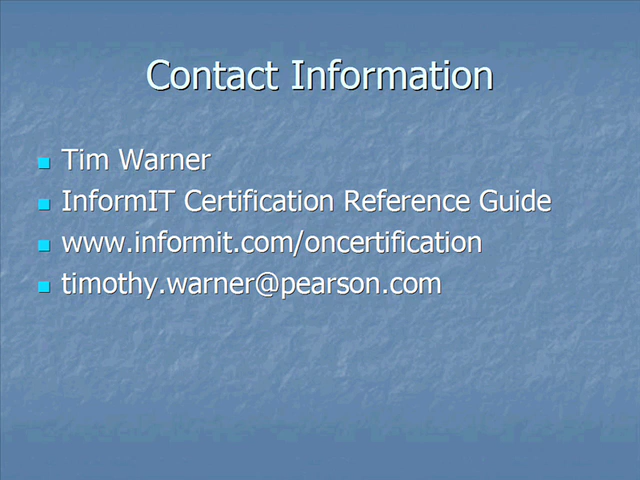 Contact Information
Tim Warner
InformIT Certification Reference Guide
www.informit.com/oncertification
timothy.warner@pearson.com